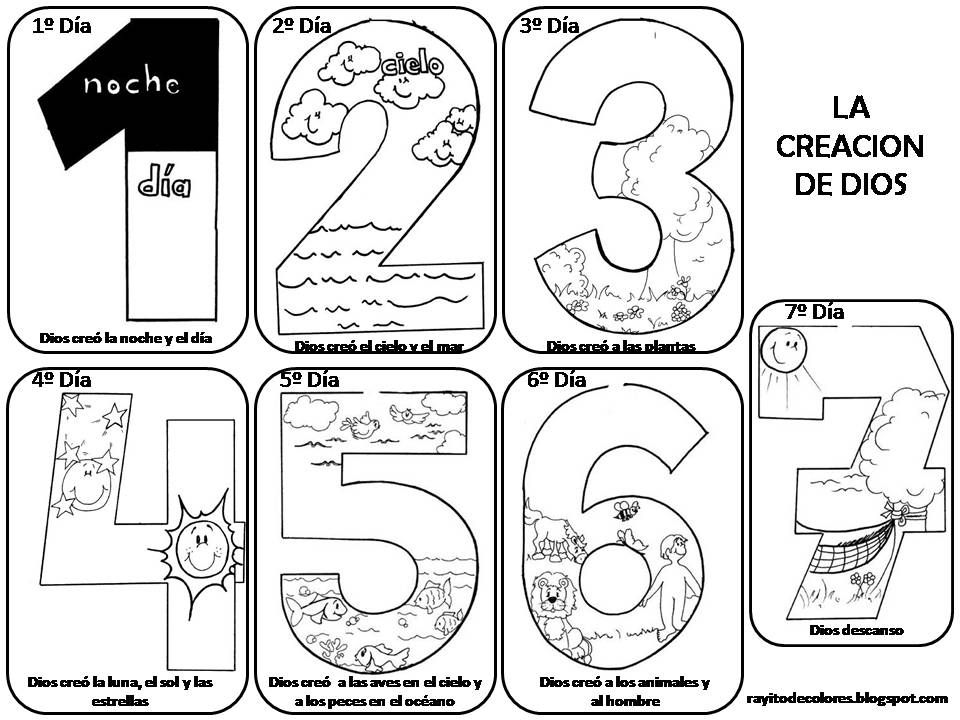 1º Día
noche
día
Dios creó la noche y el día
2º Día
cielo
Dios creó el cielo y el mar
3º Día
Dios creó a las plantas
LA
CREACION
DE DIOS
4º Día
Dios creó la luna, el sol y las
estrellas
5º Día
Dios creó a las aves en el cielo y
a los peces en el océano
6º Día
Dios creó a los animales y
al hombre
7º Día
Dios descanso
rayitodecolores.blogspot.com